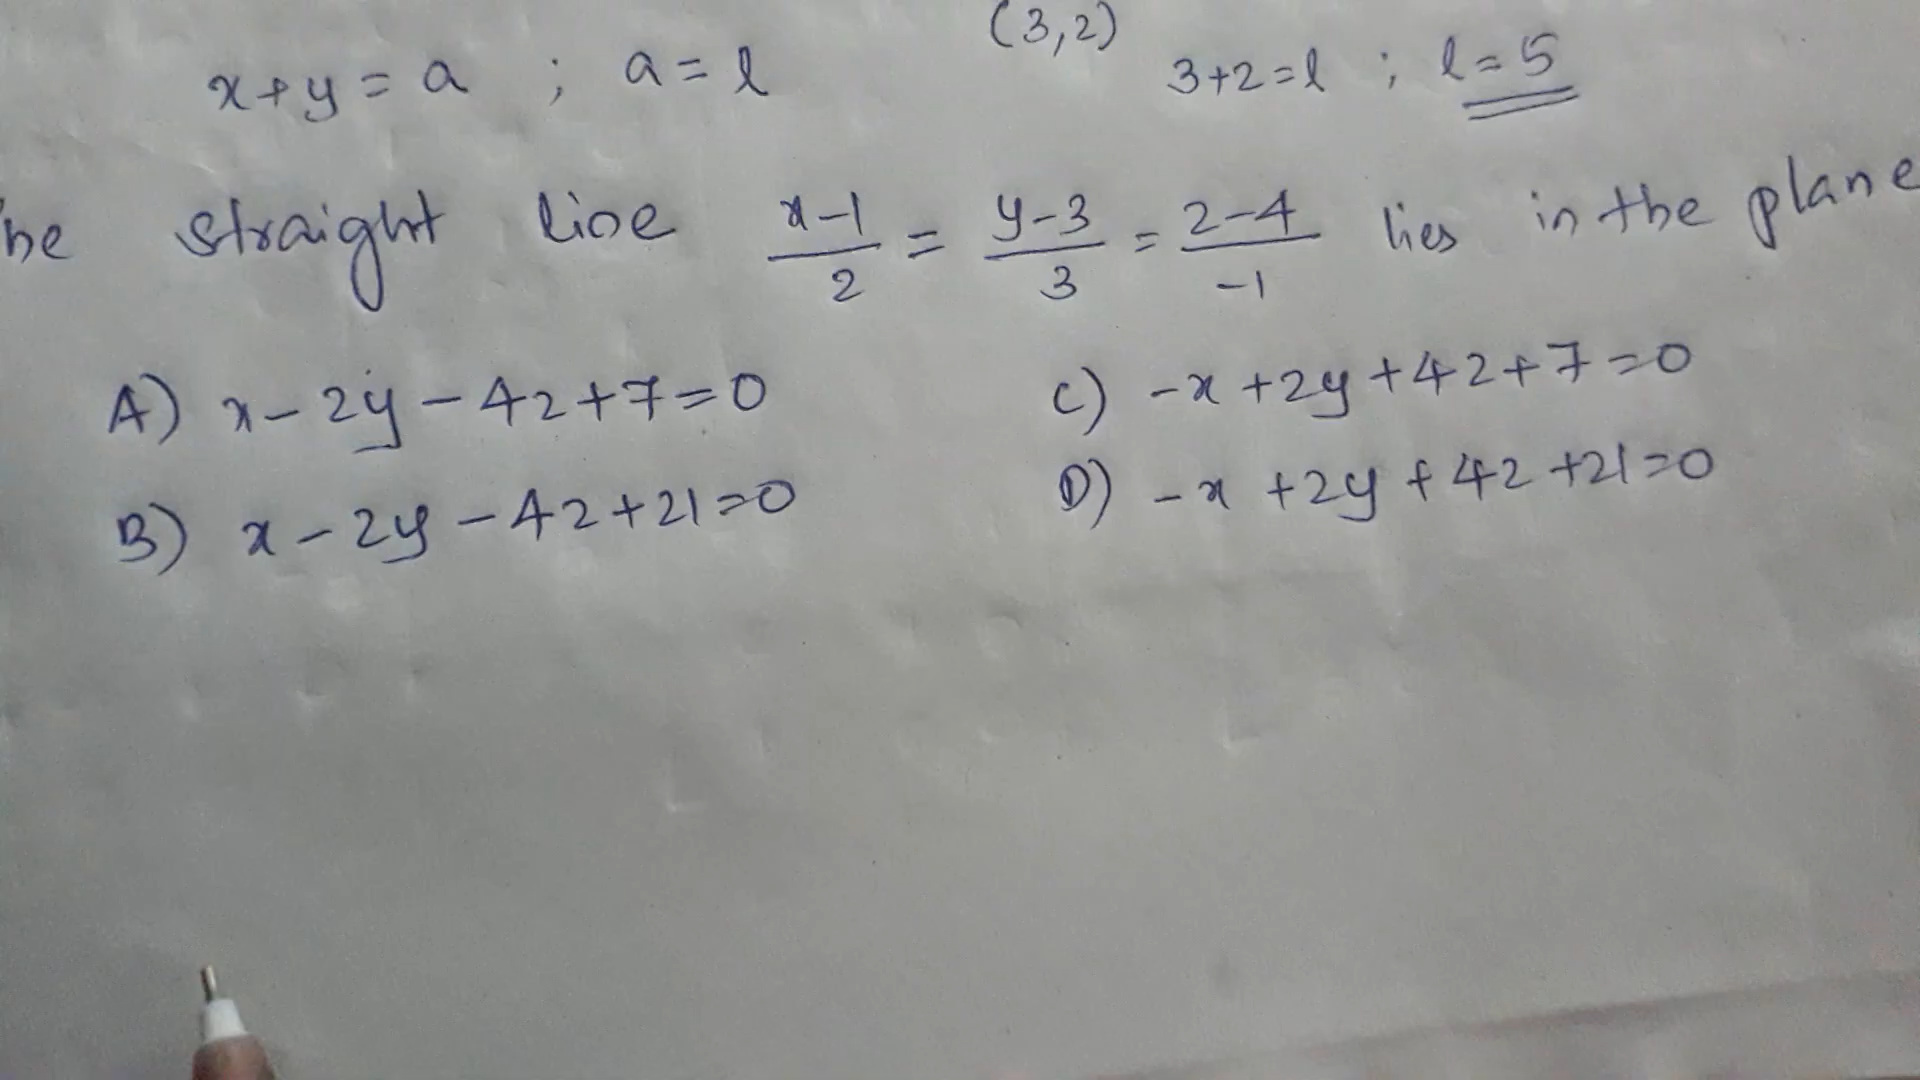 (3,2)
x+y = a ; a = l 3+2=l ; l=5
he straight line x-1/2 = y-3/3 = z-4/-1 lies in the plane
A) x-2y-4z+7=0 C) -x+2y+4z+7=0
B) x-2y-4z+21=0 D) -x+2y+4z+21=0